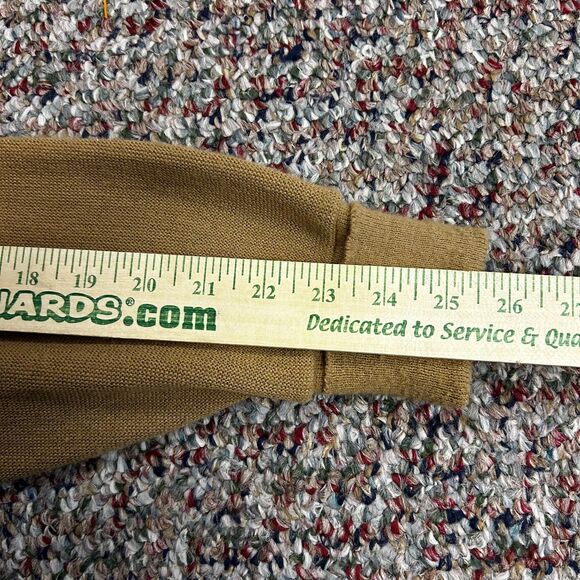 18 19 20 21 22 23 24 25 26
ARDS®.com Dedicated to Service & Qua